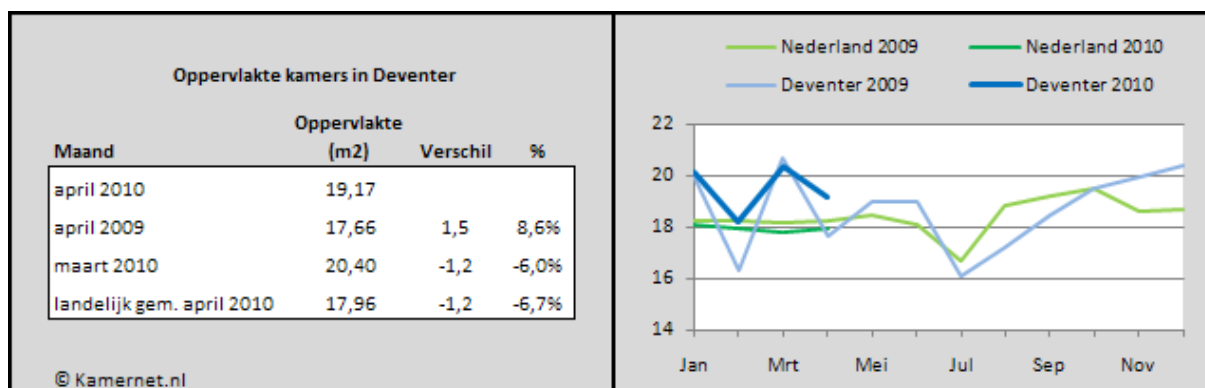 Oppervlakte kamers in Deventer
Oppervlakte
Maand (m2) Verschil %
april 2010 19,17
april 2009 17,66 1,5 8,6%
maart 2010 20,40 -1,2 -6,0%
landelijk gem. april 2010 17,96 -1,2 -6,7%
© Kamernet.nl
Nederland 2009 Nederland 2010
Deventer 2009 Deventer 2010
22
20
18
16
14
Jan Mrt Mei Jul Sep Nov